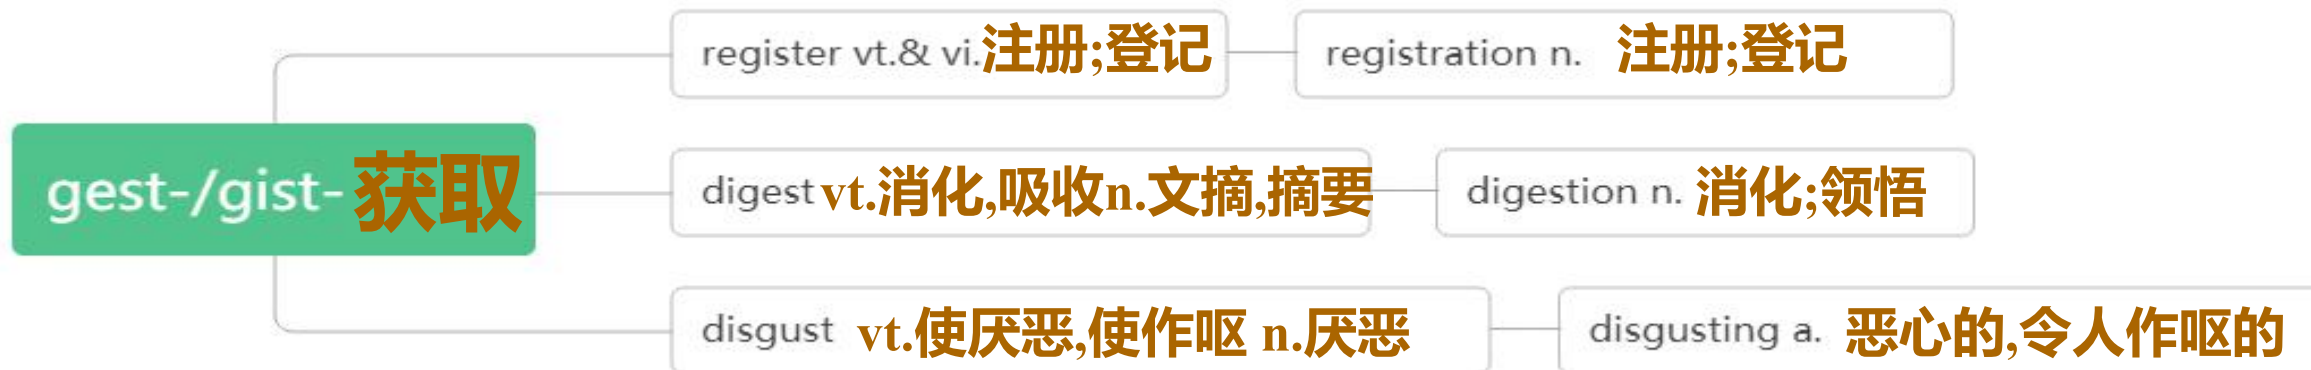 register vt.& vi.注册;登记
registration n. 注册;登记
gest-/gist-获取
digest vt.消化,吸收n.文摘,摘要
digestion n. 消化;领悟
disgust vt.使厌恶,使作呕 n.厌恶
disgusting a. 恶心的,令人作呕的